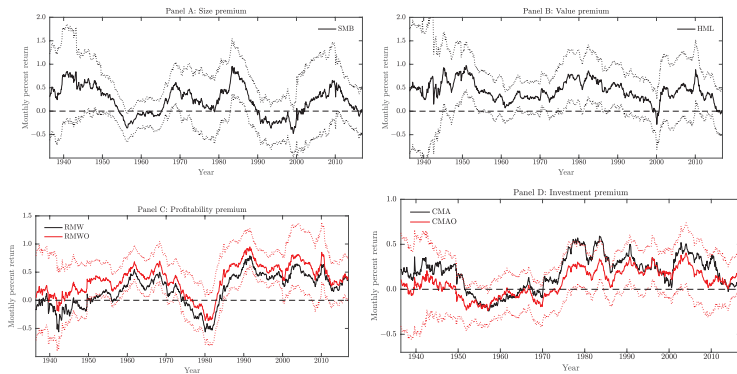 Panel A: Size premium
2.0
1.5
1.0
0.5
0.0
-0.5
Monthly percent return
SMB
1940 1950 1960 1970 1980 1990 2000 2010
Year
Panel B: Value premium
2.0
1.5
1.0
0.5
0.0
-0.5
Monthly percent return
HML
1940 1950 1960 1970 1980 1990 2000 2010
Year
Panel C: Profitability premium
1.5
1.0
0.5
0.0
-0.5
Monthly percent return
RMW
RMWO
1940 1950 1960 1970 1980 1990 2000 2010
Year
Panel D: Investment premium
1.0
0.5
0.0
-0.5
Monthly percent return
CMA
CMAO
1940 1950 1960 1970 1980 1990 2000 2010
Year